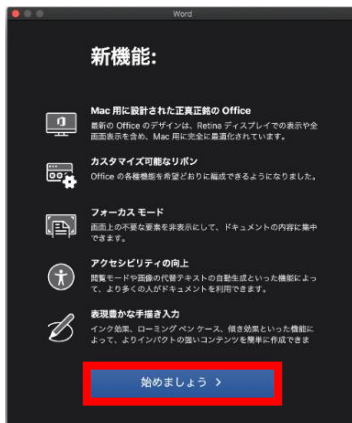 Word
新機能:
Mac 用に設計された正真正銘の Office
最新の Office のデザインは、Retina ディスプレイでの表示や全
画面表示を含め、Mac 用に完全に最適化されています。
カスタマイズ可能なリボン
Office の各種機能を希望どおりに編成できるようになりました。
フォーカス モード
画面上の不要な要素を非表示にして、ドキュメントの内容に集中
できます。
アクセシビリティの向上
閲覧モードや画像の代替テキストの自動生成といった機能によっ
て、より多くの人がドキュメントを利用できます。
表現豊かな手描き入力
インク効果、ローミング ペン ケース、傾き効果といった機能に
よって、よりインパクトの強いコンテンツを簡単に作成できま
始めましょう >